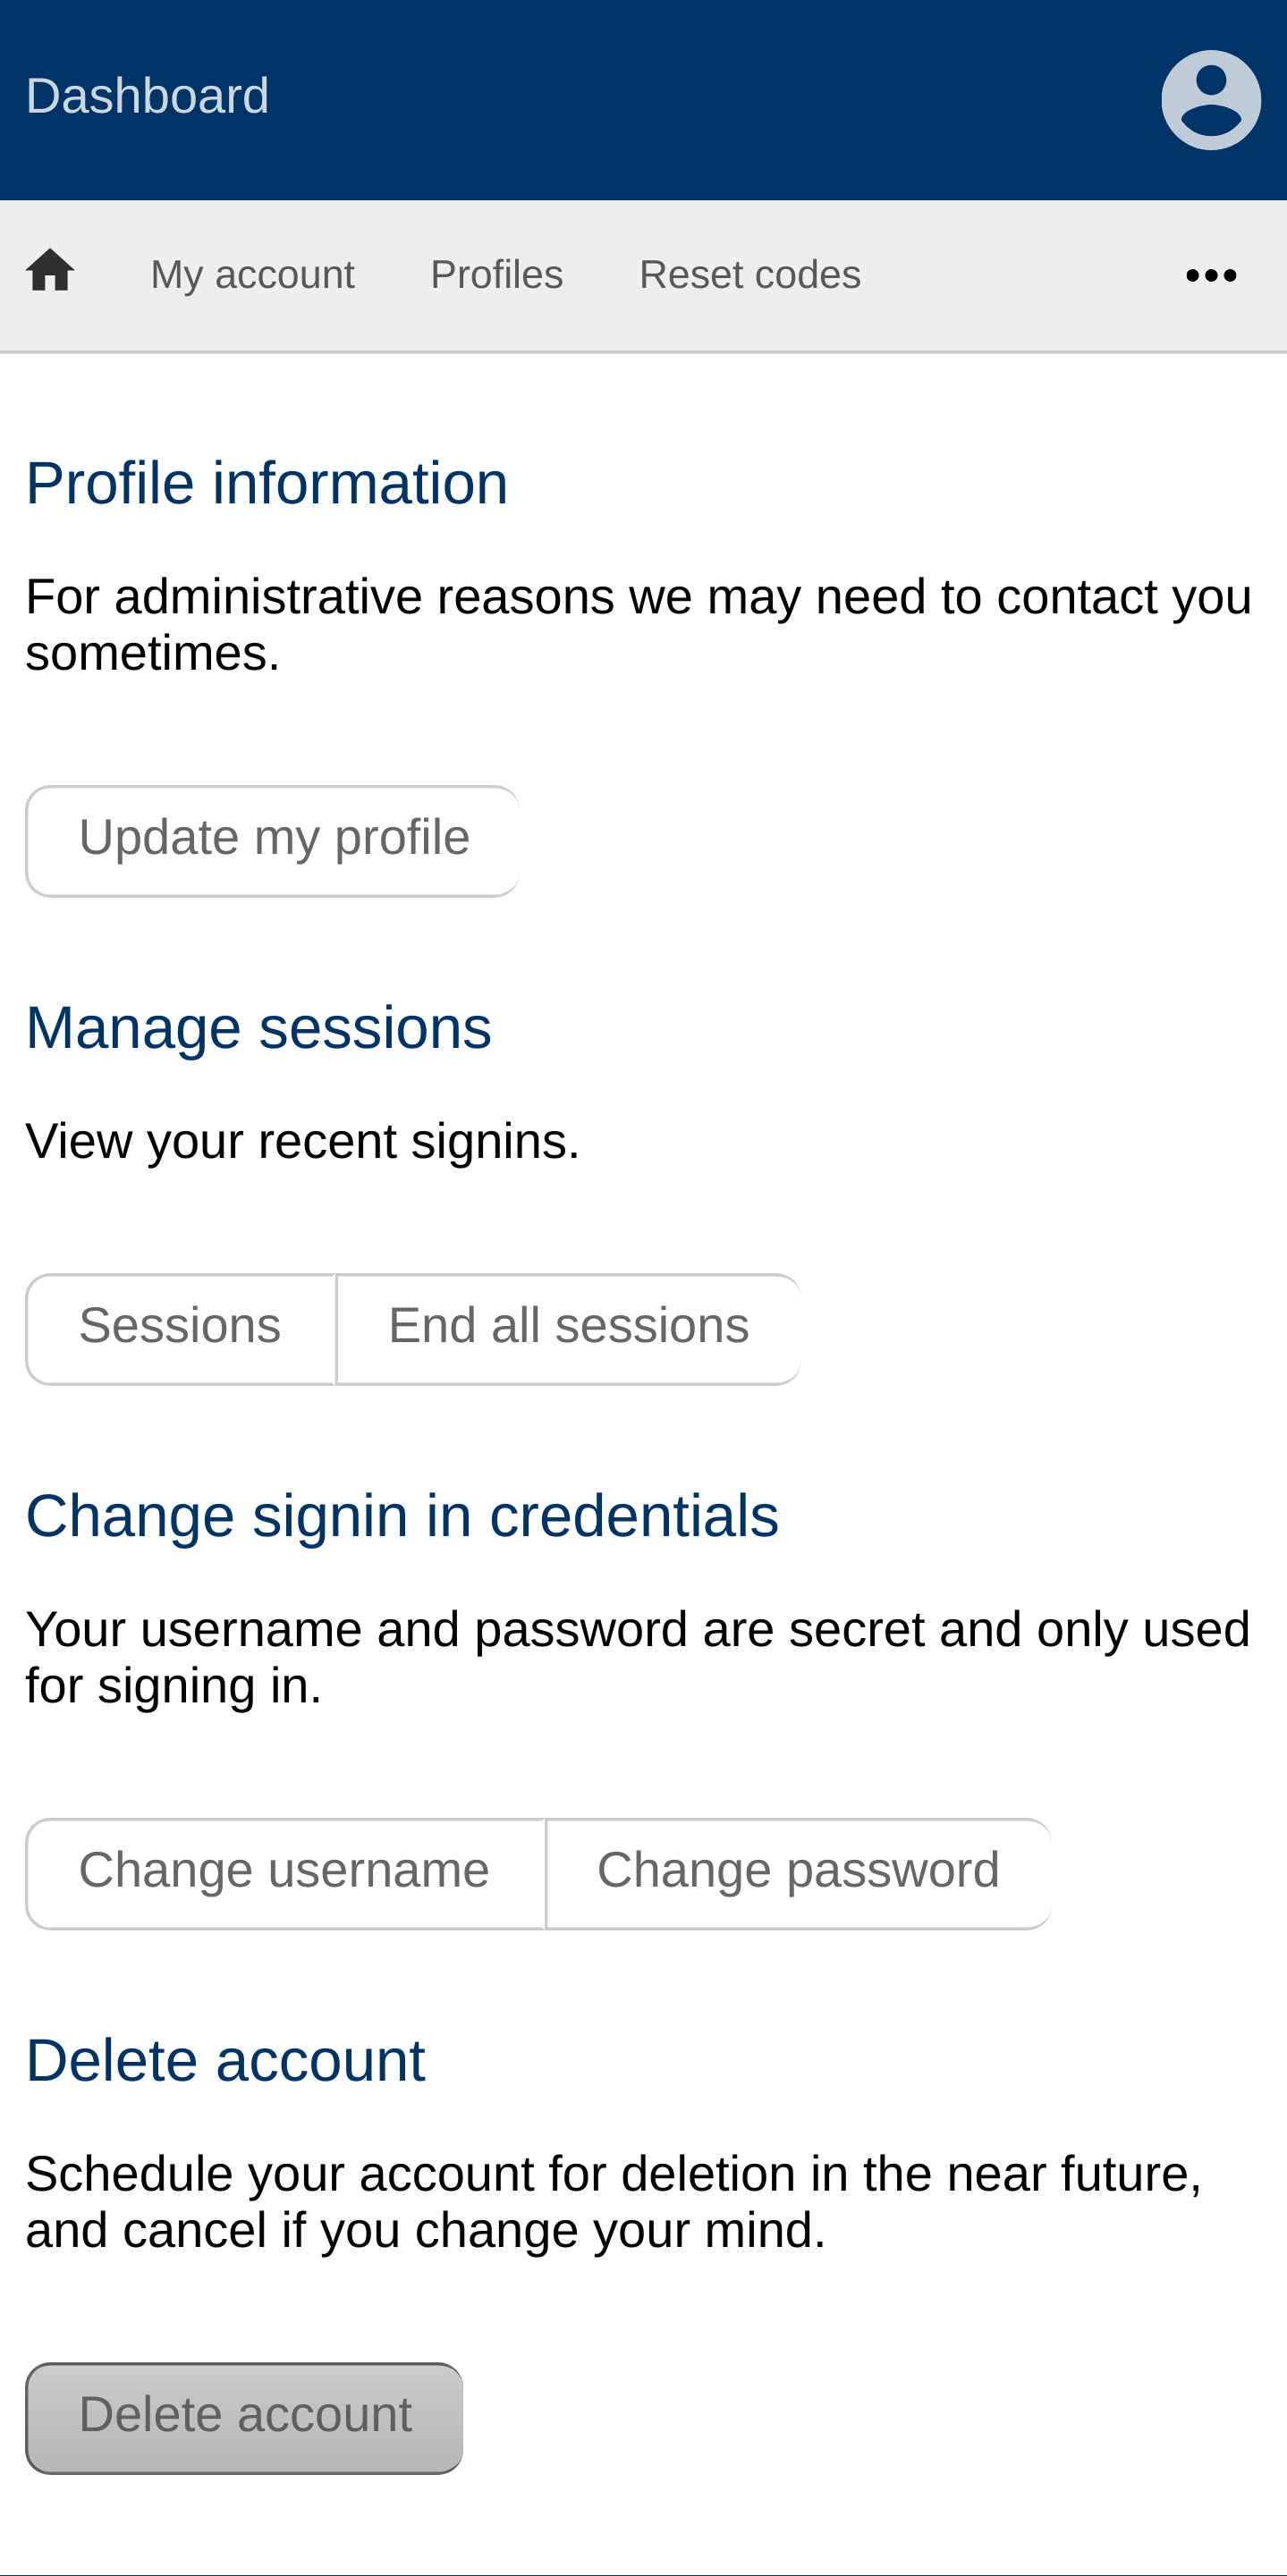 Dashboard
My account Profiles Reset codes
Profile information
For administrative reasons we may need to contact you
sometimes.
Update my profile
Manage sessions
View your recent signins.
Sessions End all sessions
Change signin in credentials
Your username and password are secret and only used
for signing in.
Change username Change password
Delete account
Schedule your account for deletion in the near future,
and cancel if you change your mind.
Delete account